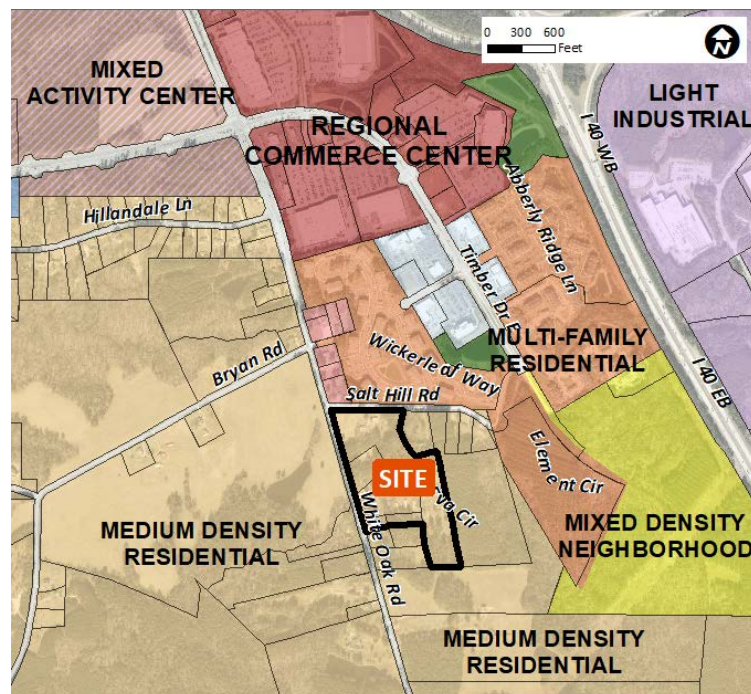 0 300 600
Feet
N
MIXED
ACTIVITY CENTER
LIGHT
INDUSTRIAL
REGIONAL
COMMERCE CENTER
I 40 WB
Abberly Ridge Ln
Hillandale Ln
Timber Dr E
MULTI-FAMILY
RESIDENTIAL
Wickerleaf Way
Bryan Rd
Salt Hill Rd
I 40 EB
Element Cir
SITE
Cir
White Oak Rd
MEDIUM DENSITY
RESIDENTIAL
MIXED DENSITY
NEIGHBORHOOD
MEDIUM DENSITY
RESIDENTIAL